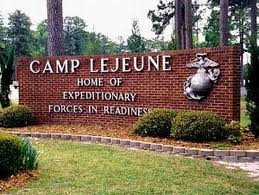 CAMP LEJEUNE
HOME OF
EXPEDITIONARY
FORCES-IN READINESS